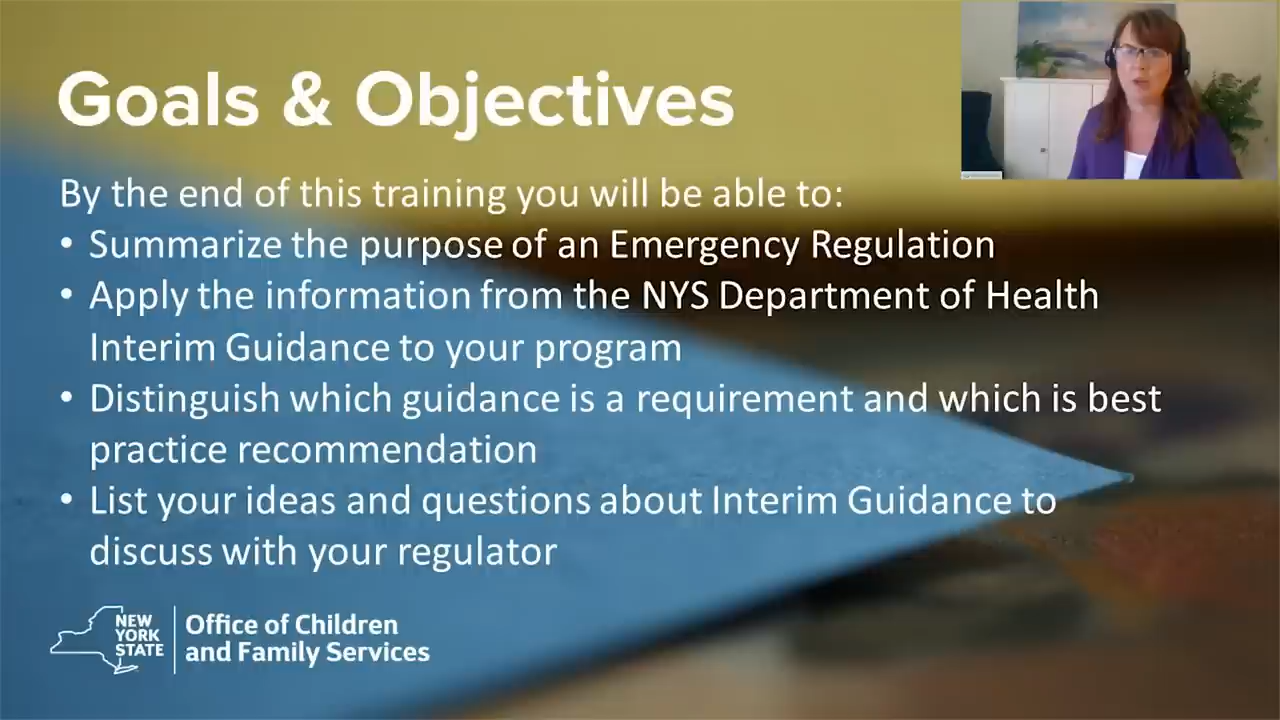 Goals & Objectives
By the end of this training you will be able to:
• Summarize the purpose of an Emergency Regulation
• Apply the information from the NYS Department of Health
Interim Guidance to your program
• Distinguish which guidance is a requirement and which is best
practice recommendation
• List your ideas and questions about Interim Guidance to
discuss with your regulator
NEW
YORK
STATE
Office of Children
and Family Services